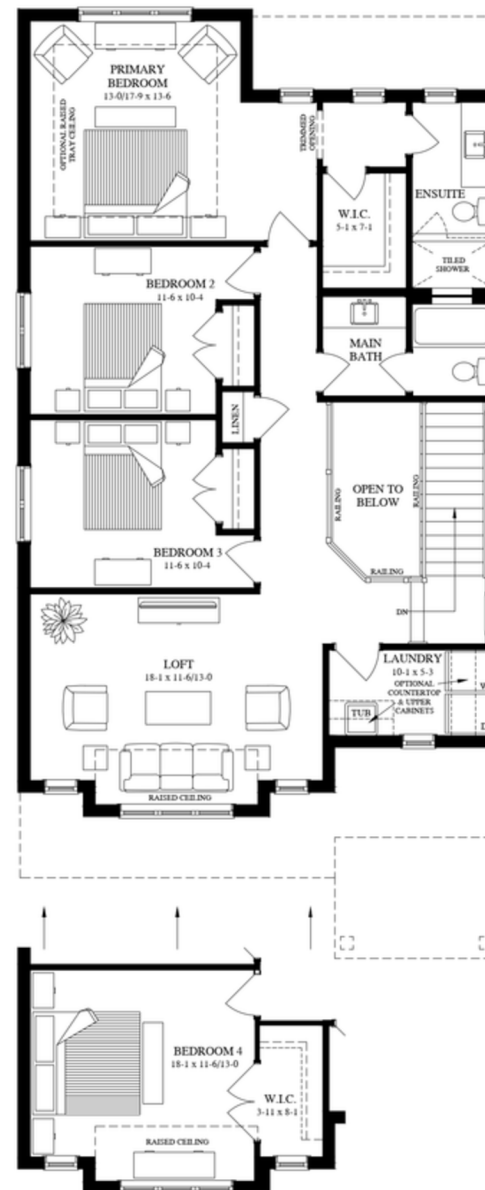 PRIMARY
BEDROOM
13-0/17-9 x 13-6
OPTIONAL RAISED
TRAY CEILING
TRIMMED
OPENING
W.I.C.
5-1 x 7-1
ENSUITE
TILED
SHOWER
BEDROOM 2
11-6 x 10-4
MAIN
BATH
LINEN
OPEN TO
BELOW
RAILING
RAILING
RAILING
BEDROOM 3
11-6 x 10-4
DN
LOFT
18-1 x 11-6/13-0
LAUNDRY
10-1 x 5-3
OPTIONAL
COUNTERTOP
& UPPER
CABINETS
TUB
W
D
RAISED CEILING
BEDROOM 4
18-1 x 11-6/13-0
W.I.C.
3-11 x 8-1
RAISED CEILING